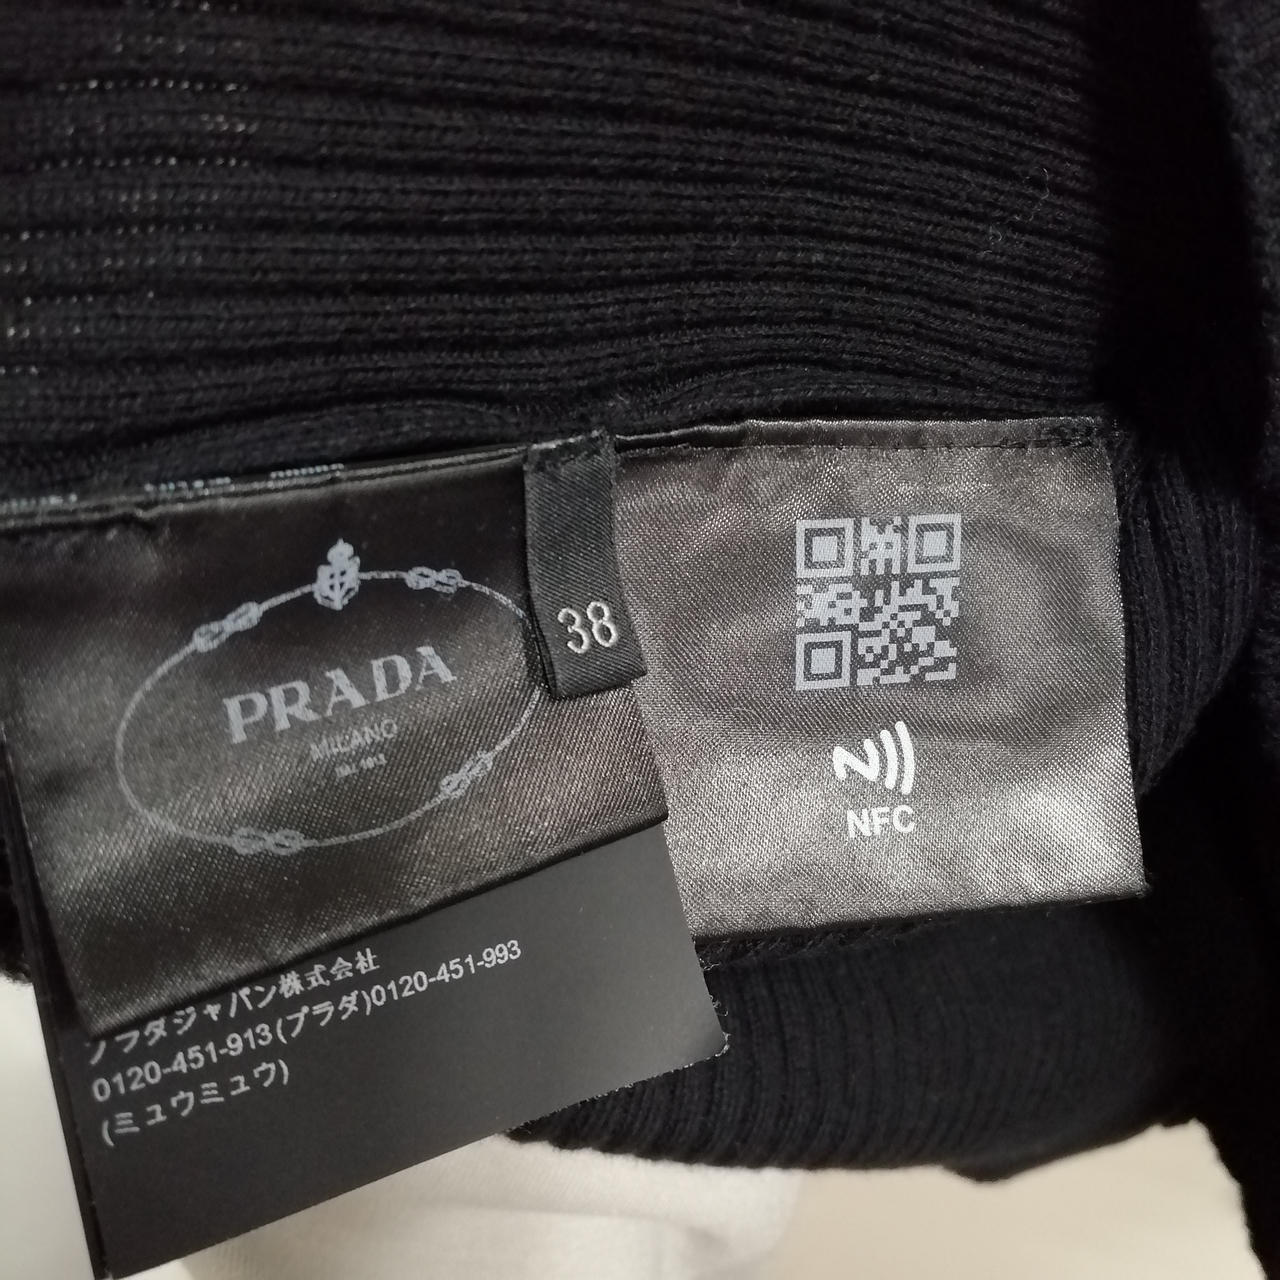 PRADA
MILANO
38
NFC
プラダジャパン株式会社
0120-451-913(プラダ)0120-451-993
(ミュウミュウ)